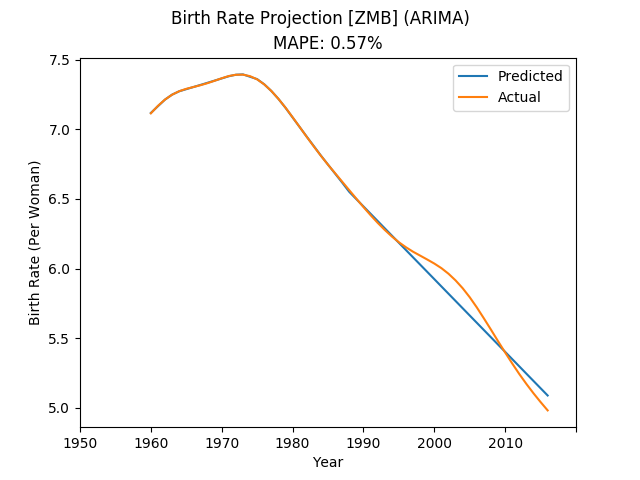 Birth Rate Projection [ZMB] (ARIMA)
MAPE: 0.57%
Predicted
Actual
Birth Rate (Per Woman)
7.5
7.0
6.5
6.0
5.5
5.0
1950 1960 1970 1980 1990 2000 2010
Year